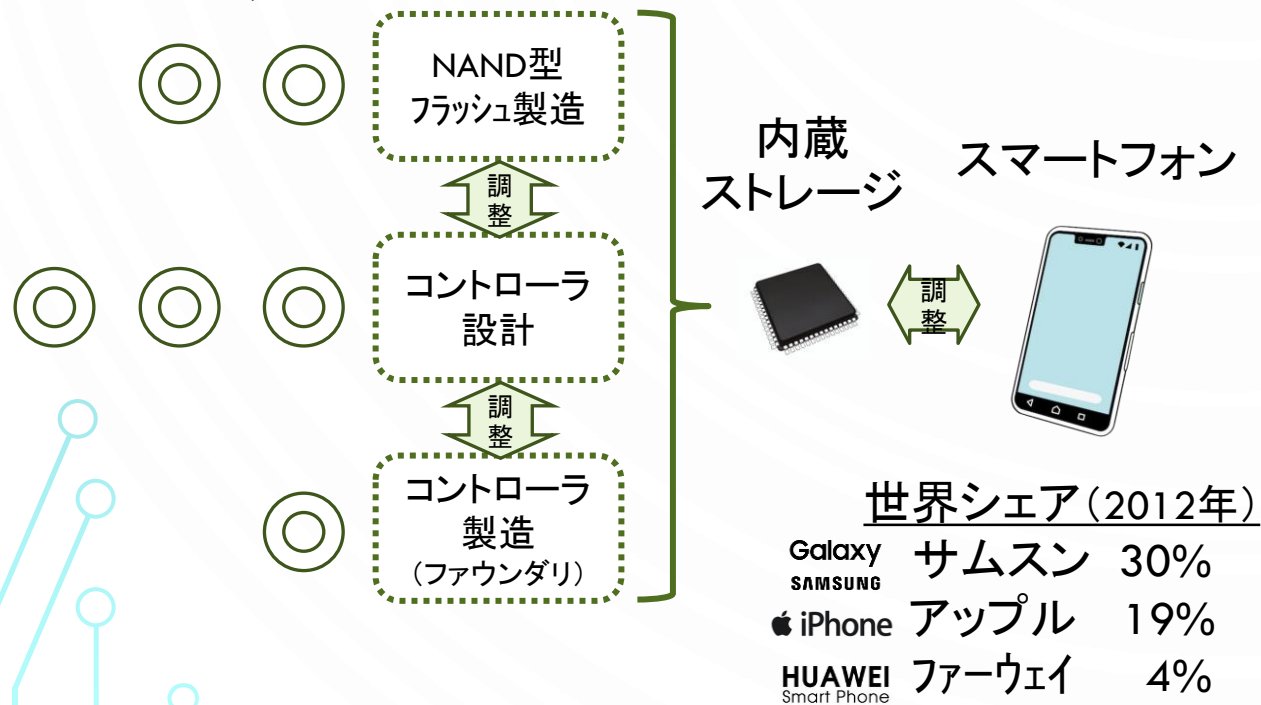 NAND型
フラッシュ製造
調
整
コントローラ
設計
調
整
コントローラ
製造
（ファウンダリ）
内蔵
ストレージ
調
整
スマートフォン
世界シェア（2012年）
Galaxy
SAMSUNG
サムスン 30%
iPhone アップル 19%
HUAWEI
Smart Phone
ファーウェイ 4%